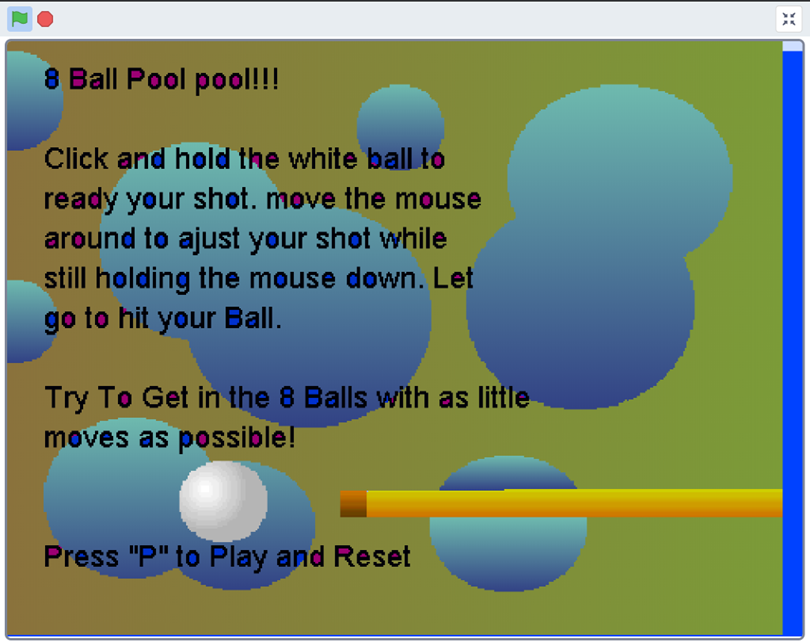 8 Ball Pool pool!!!
Click and hold the white ball to
ready your shot. move the mouse
around to ajust your shot while
still holding the mouse down. Let
go to hit your Ball.
Try To Get in the 8 Balls with as little
moves as possible!
Press "P" to Play and Reset